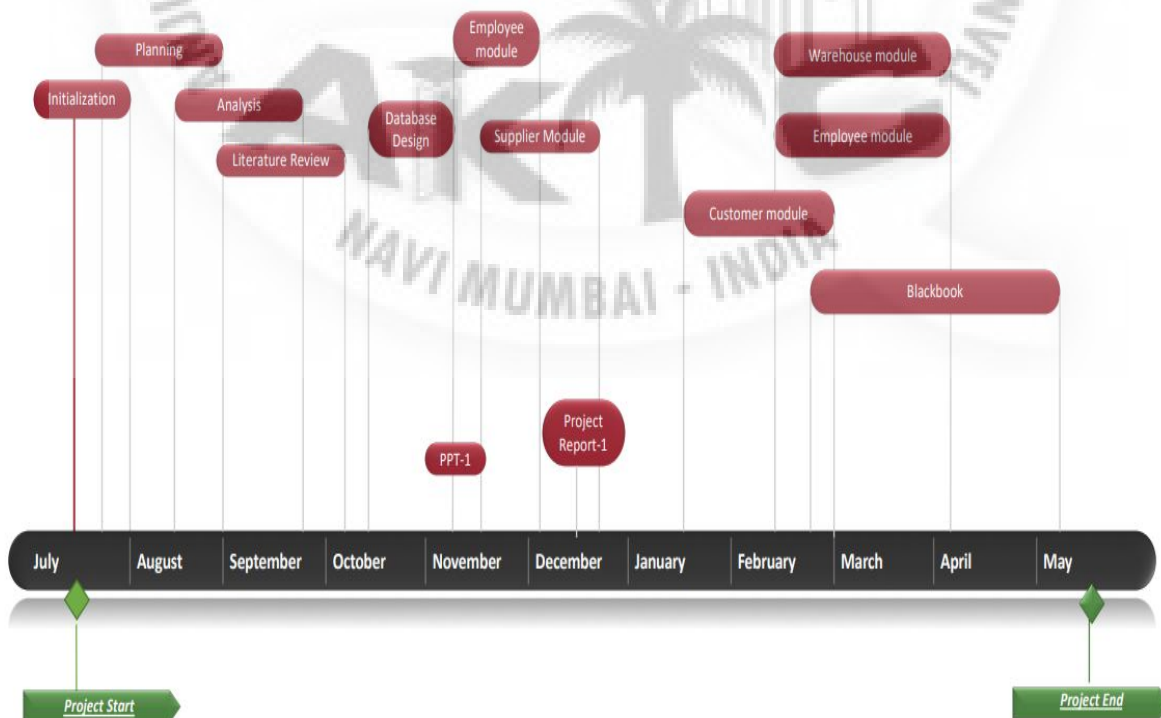 Employee
module
Planning
Warehouse module
Initialization
Analysis
Database
Design
Supplier Module
Employee module
Literature Review
Customer module
NAVI MUMBAI - INDIA
Blackbook
Project
Report-1
PPT-1
July August September October November December January February March April May
Project Start
Project End